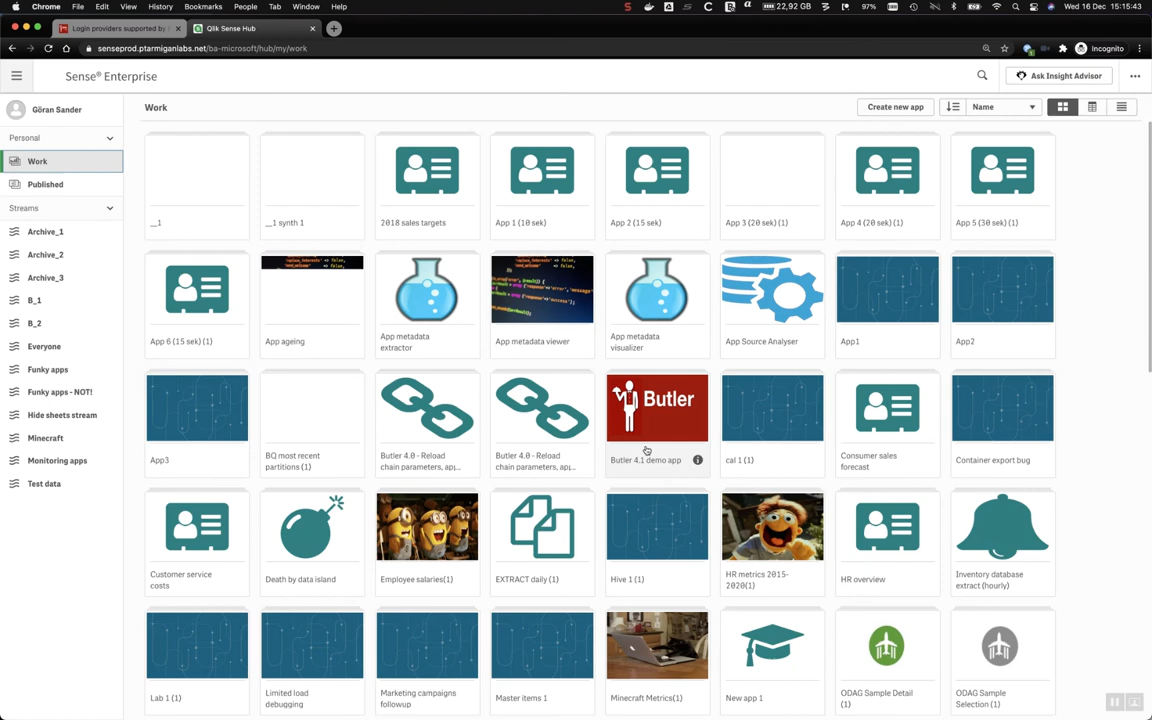 Chrome File Edit View History Bookmarks People Tab Window Help 22,92 GB 97% Wed 16 Dec 15:15:43
Login providers supported by
Qlik Sense Hub
senseprod.ptarmiganlabs.net/ba-microsoft/hub/my/work
Incognito
Sense® Enterprise
Ask Insight Advisor
Göran Sander
Personal
Work
Published
Streams
Archive_1
Archive_2
Archive_3
B_1
B_2
Everyone
Funky apps
Funky apps - NOT!
Hide sheets stream
Minecraft
Monitoring apps
Test data
Work
Create new app
Name
__1
__1 synth 1
2018 sales targets
App 1 (10 sek)
App 2 (15 sek)
App 3 (20 sek) (1)
App 4 (20 sek) (1)
App 5 (30 sek) (1)
App 6 (15 sek) (1)
App ageing
App metadata
extractor
App metadata viewer
App metadata
visualizer
App Source Analyser
App1
App2
App3
BQ most recent
partitions (1)
Butler 4.0 - Reload
chain parameters, ap...
Butler 4.0 - Reload
chain parameters, ap...
Butler
Butler 4.1 demo app
cal 1 (1)
Consumer sales
forecast
Container export bug
Customer service
costs
Death by data island
Employee salaries(1)
EXTRACT daily (1)
Hive 1 (1)
HR metrics 2015-
2020(1)
HR overview
Inventory database
extract (hourly)
Lab 1 (1)
Limited load
debugging
Marketing campaigns
followup
Master items 1
Minecraft Metrics(1)
New app 1
ODAG Sample Detail
(1)
ODAG Sample
Selection (1)